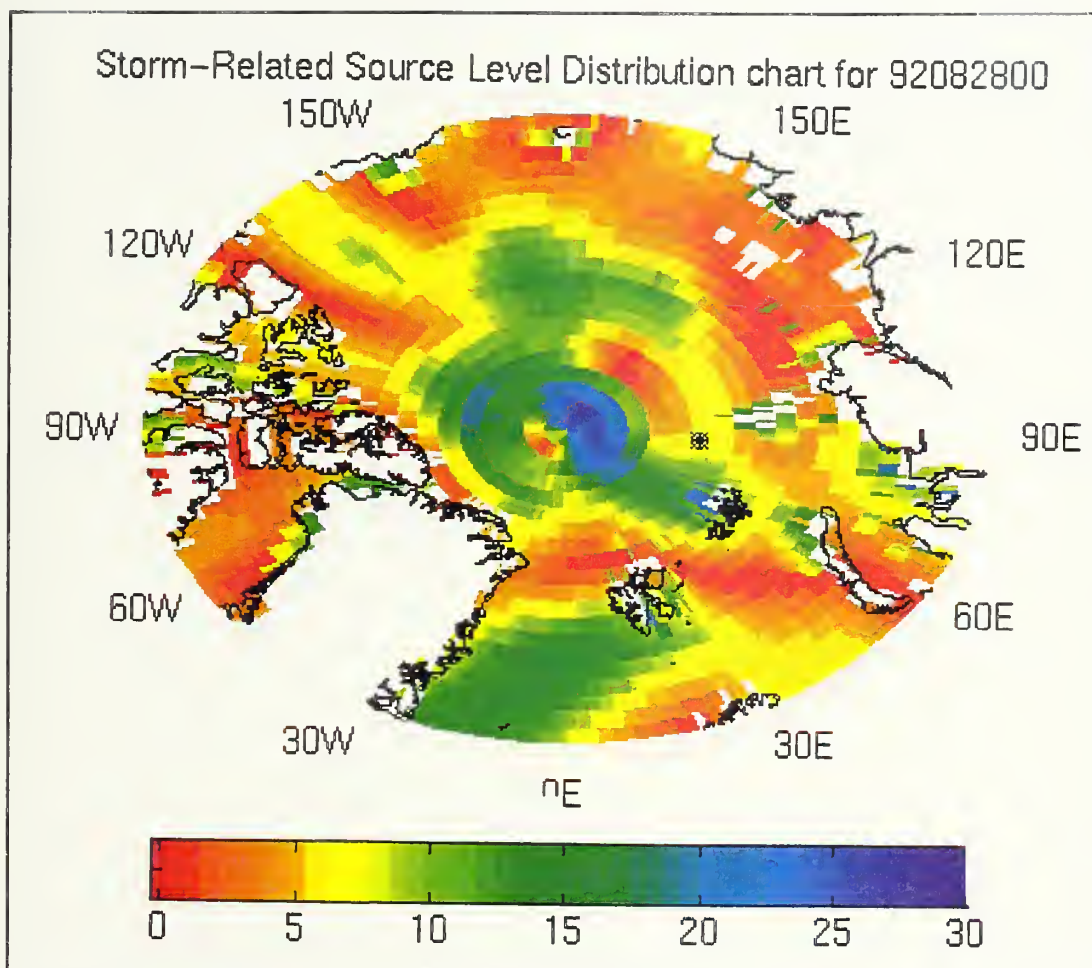 Storm-Related Source Level Distribution chart for 92082800
150W 150E
120W 120E
90W 90E
60W 60E
30W 30E
0E
0 5 10 15 20 25 30